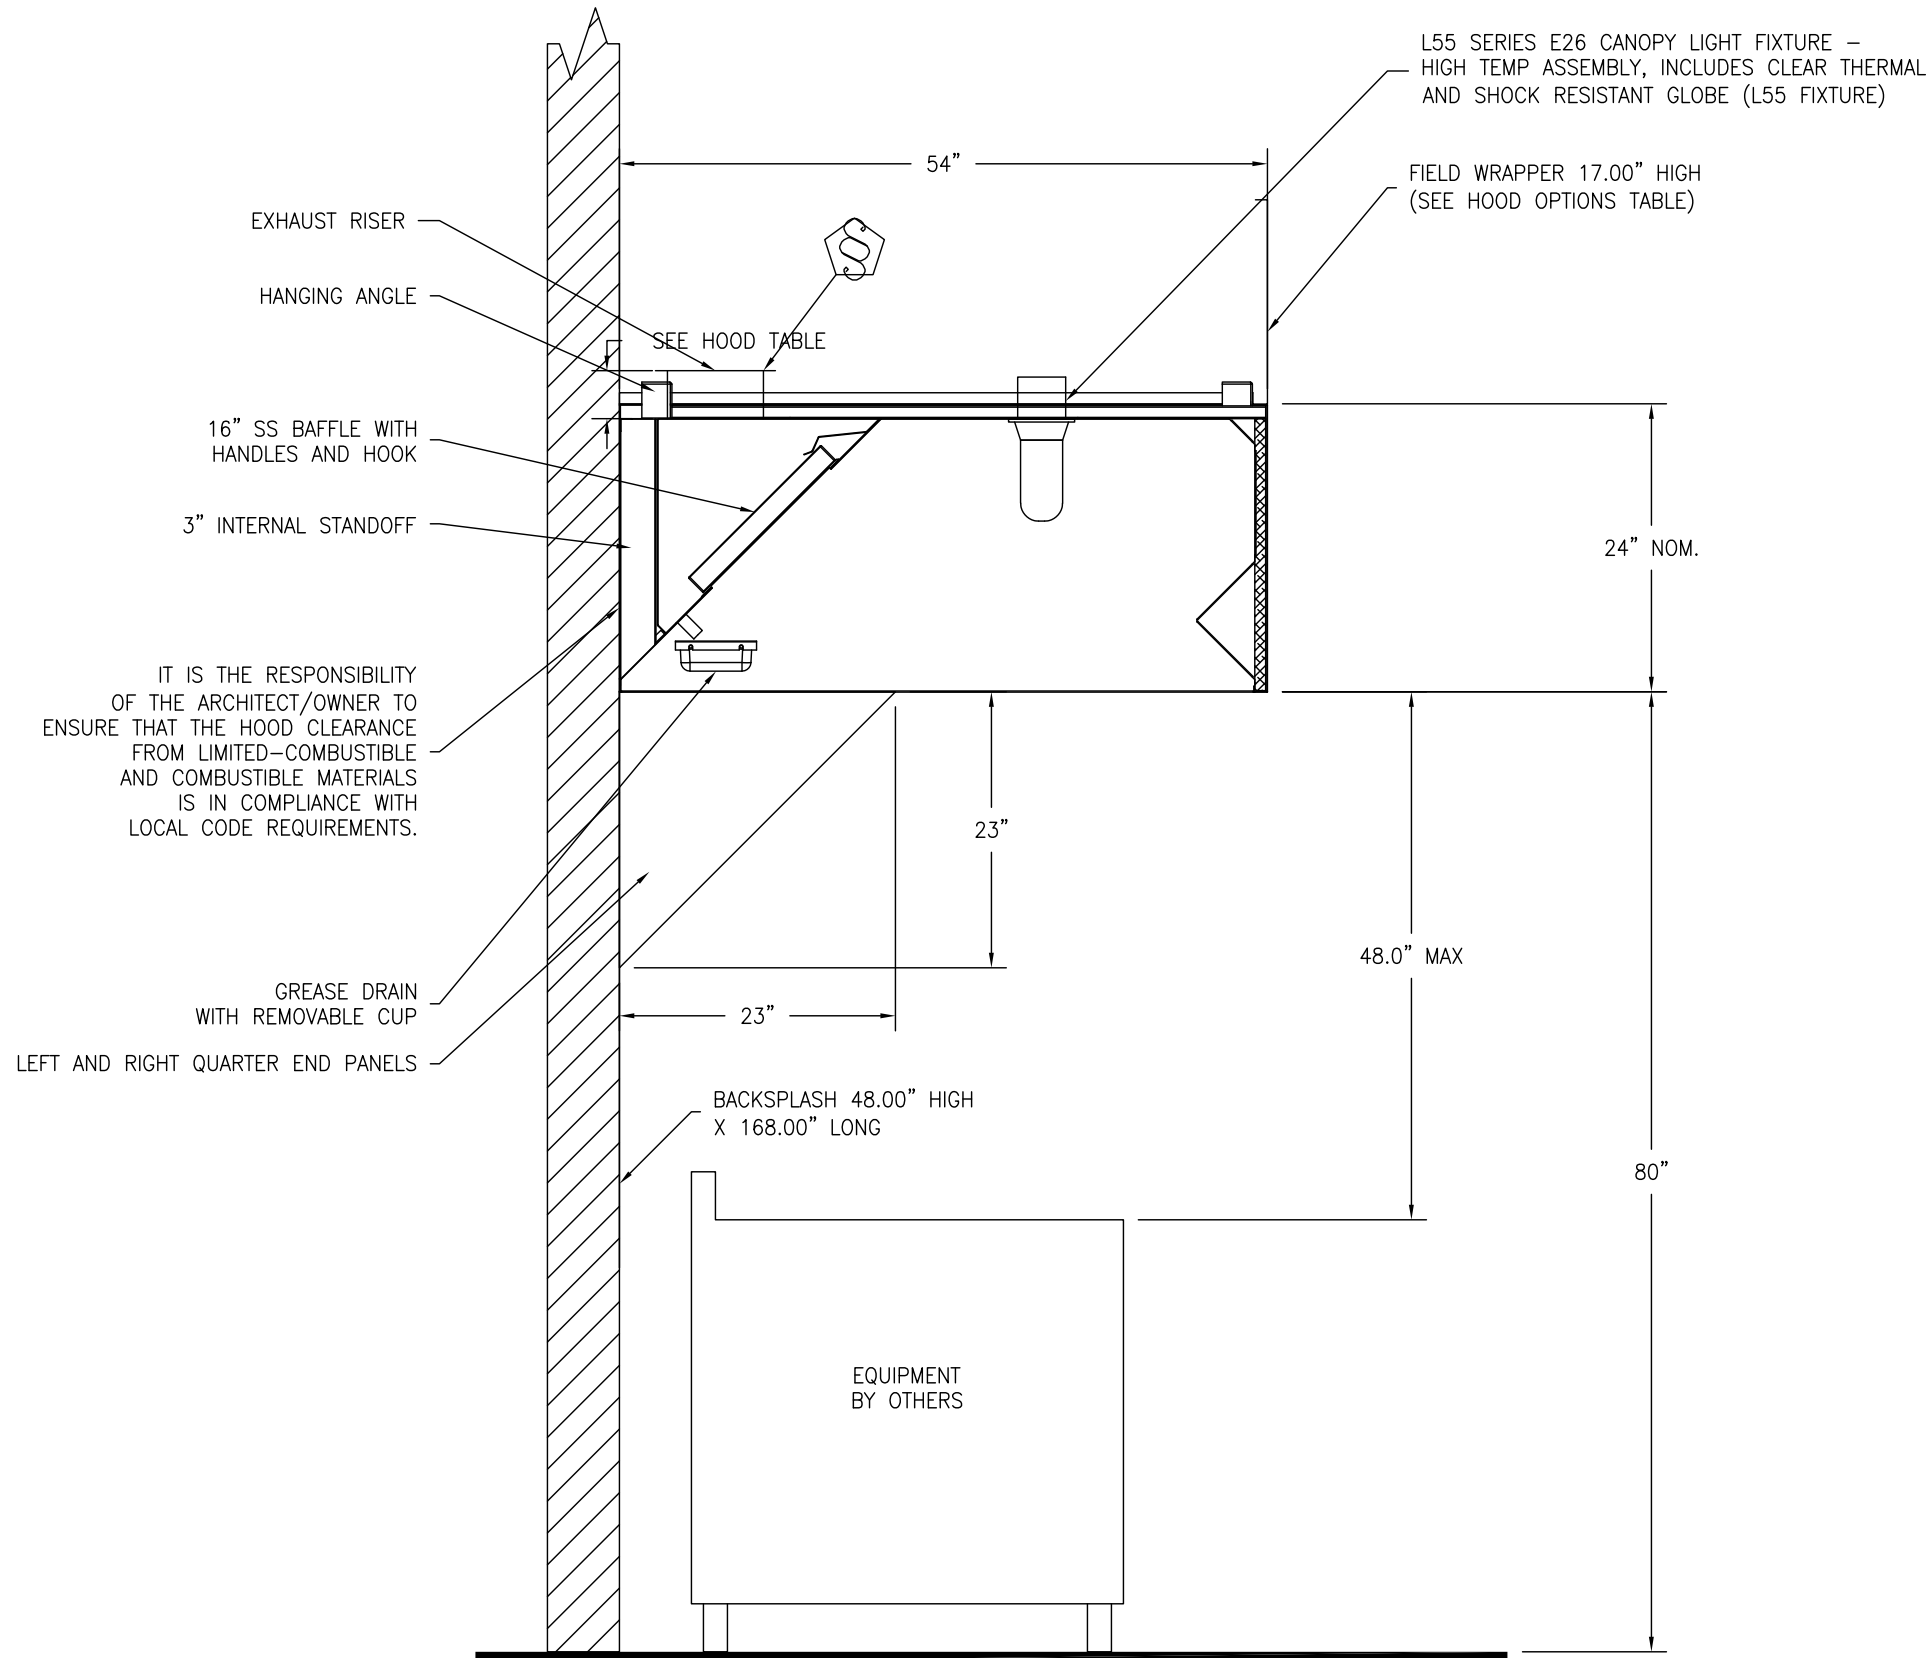 L55 SERIES E26 CANOPY LIGHT FIXTURE –
HIGH TEMP ASSEMBLY, INCLUDES CLEAR THERMAL
AND SHOCK RESISTANT GLOBE (L55 FIXTURE)
54"
FIELD WRAPPER 17.00" HIGH
(SEE HOOD OPTIONS TABLE)
EXHAUST RISER
HANGING ANGLE
SEE HOOD TABLE
16" SS BAFFLE WITH
HANDLES AND HOOK
3" INTERNAL STANDOFF
24" NOM.
IT IS THE RESPONSIBILITY
OF THE ARCHITECT/OWNER TO
ENSURE THAT THE HOOD CLEARANCE
FROM LIMITED–COMBUSTIBLE
AND COMBUSTIBLE MATERIALS
IS IN COMPLIANCE WITH
LOCAL CODE REQUIREMENTS.
23"
48.0" MAX
GREASE DRAIN
WITH REMOVABLE CUP
23"
LEFT AND RIGHT QUARTER END PANELS
BACKSPLASH 48.00" HIGH
X 168.00" LONG
80"
EQUIPMENT
BY OTHERS